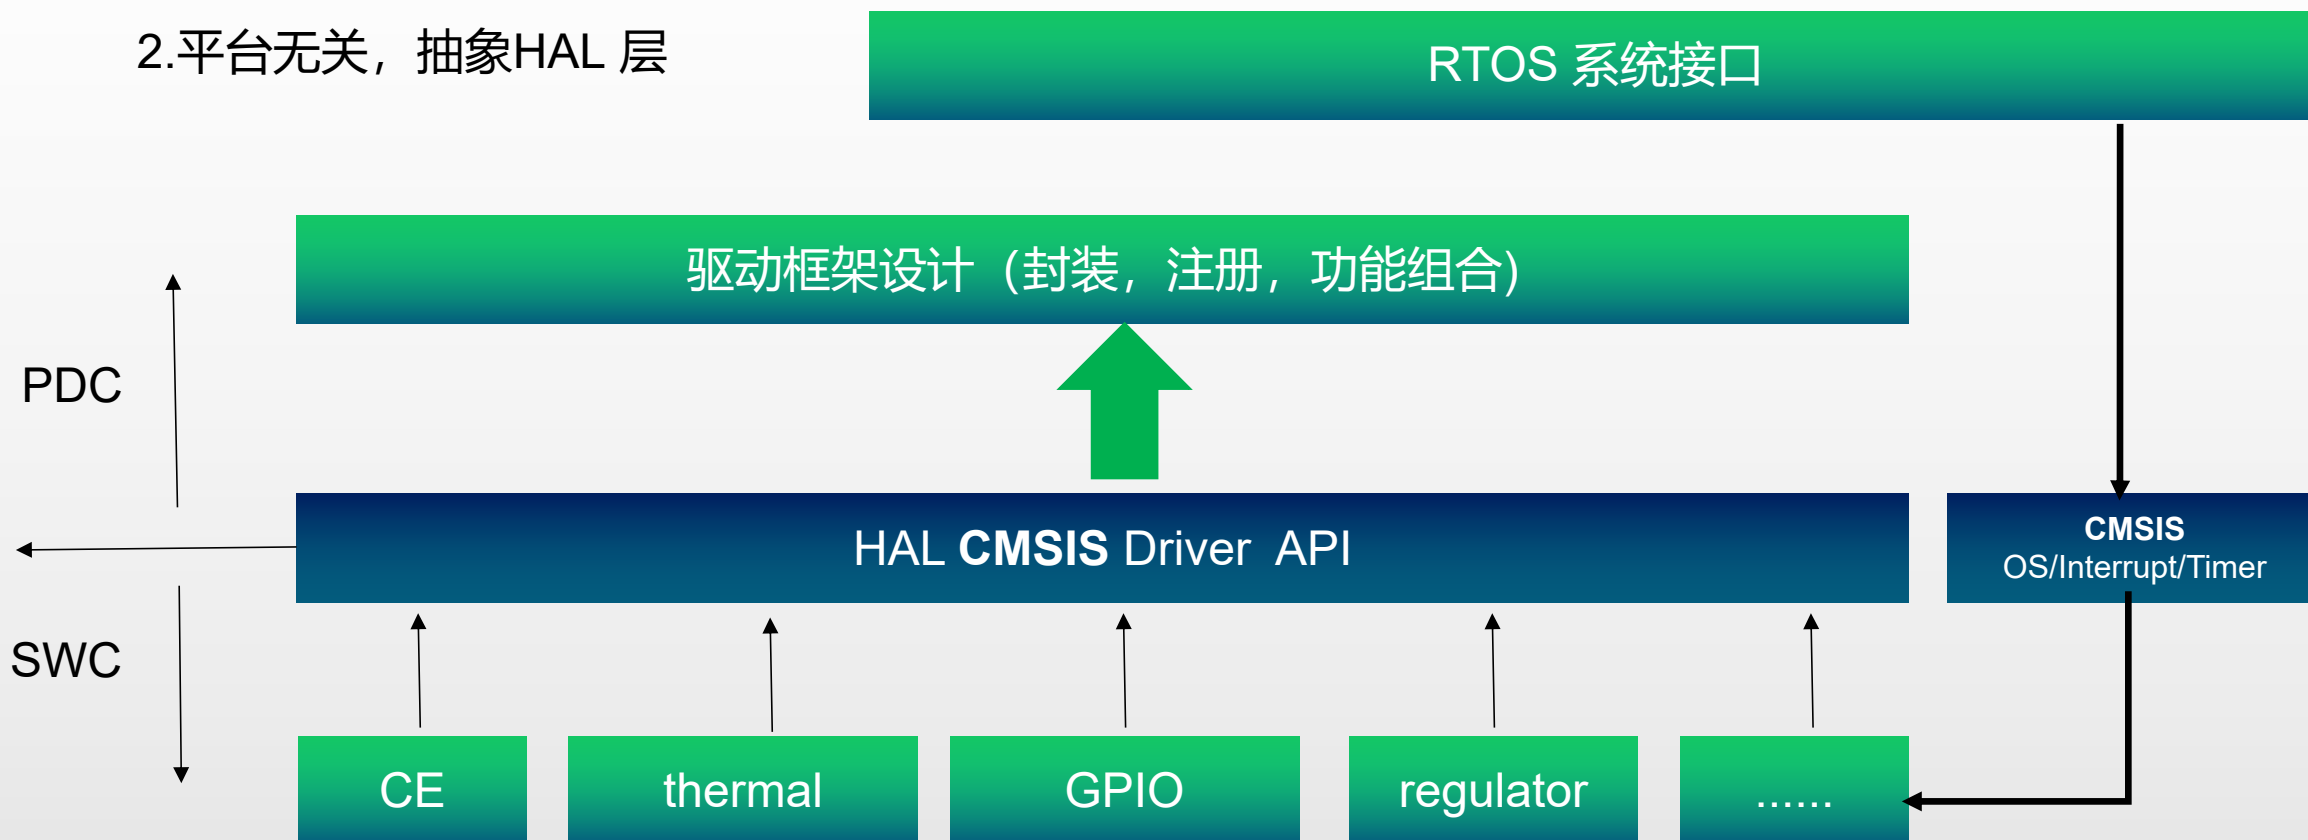 2.平台无关，抽象HAL 层
RTOS 系统接口
驱动框架设计（封装，注册，功能组合)
PDC
HAL CMSIS Driver API
CMSIS
OS/Interrupt/Timer
SWC
CE
thermal
GPIO
regulator
......